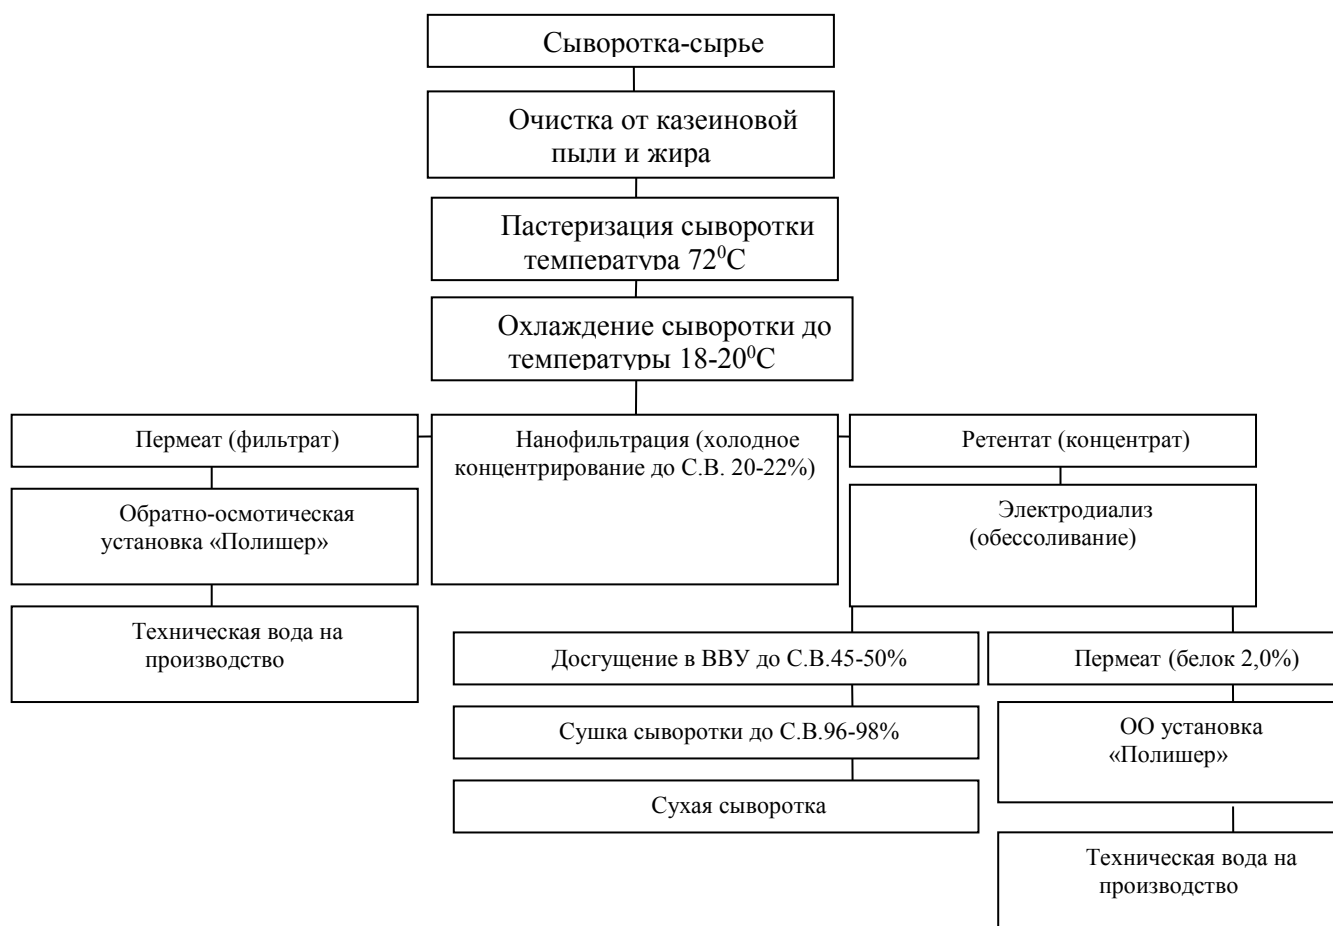 Сыворотка-сырье
Очистка от казеиновой
пыли и жира
Пастеризация сыворотки
температура 72⁰С
Охлаждение сыворотки до
температуры 18-20⁰С
Пермеат (фильтрат)
Нанофильтрация (холодное
концентрирование до С.В. 20-22%)
Ретентат (концентрат)
Обратно-осмотическая
установка «Полишер»
Электродиализ
(обессоливание)
Техническая вода на
производство
Досгущение в ВВУ до С.В.45-50%
Пермеат (белок 2,0%)
Сушка сыворотки до С.В.96-98%
ОО установка
«Полишер»
Сухая сыворотка
Техническая вода на
производство